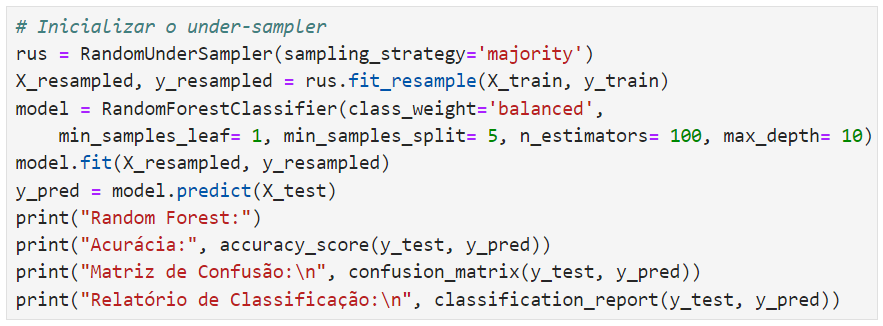 # Inicializar o under-sampler
rus = RandomUnderSampler(sampling_strategy='majority')
X_resampled, y_resampled = rus.fit_resample(X_train, y_train)
model = RandomForestClassifier(class_weight='balanced',
    min_samples_leaf= 1, min_samples_split= 5, n_estimators= 100, max_depth= 10)
model.fit(X_resampled, y_resampled)
y_pred = model.predict(X_test)
print("Random Forest:")
print("Acurácia:", accuracy_score(y_test, y_pred))
print("Matriz de Confusão:\n", confusion_matrix(y_test, y_pred))
print("Relatório de Classificação:\n", classification_report(y_test, y_pred))